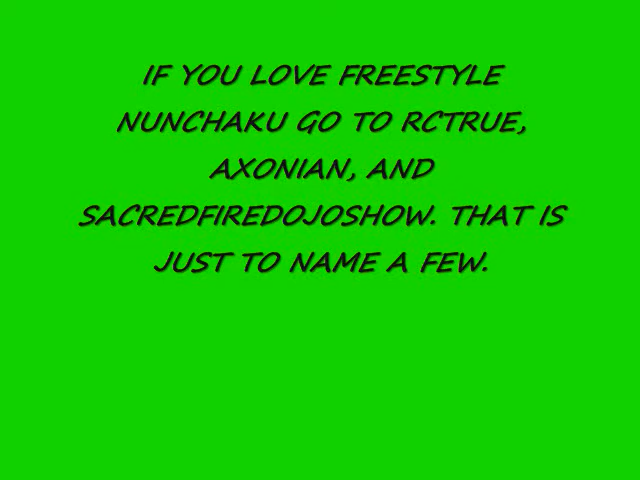 IF YOU LOVE FREESTYLE
NUNCHAKU GO TO RCTRUE,
AXONIAN, AND
SACREDFIREDOJOSHOW. THAT IS
JUST TO NAME A FEW.